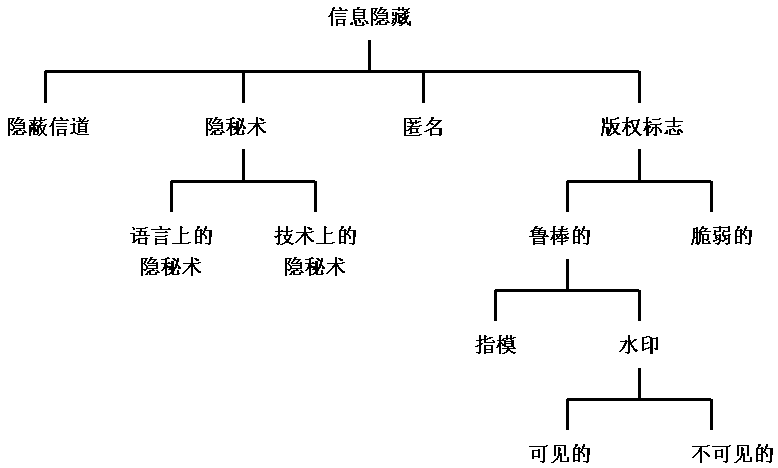 信息隐藏
隐蔽信道
隐秘术
匿名
版权标志
语言上的
隐秘术
技术上的
隐秘术
鲁棒的
脆弱的
指模
水印
可见的
不可见的